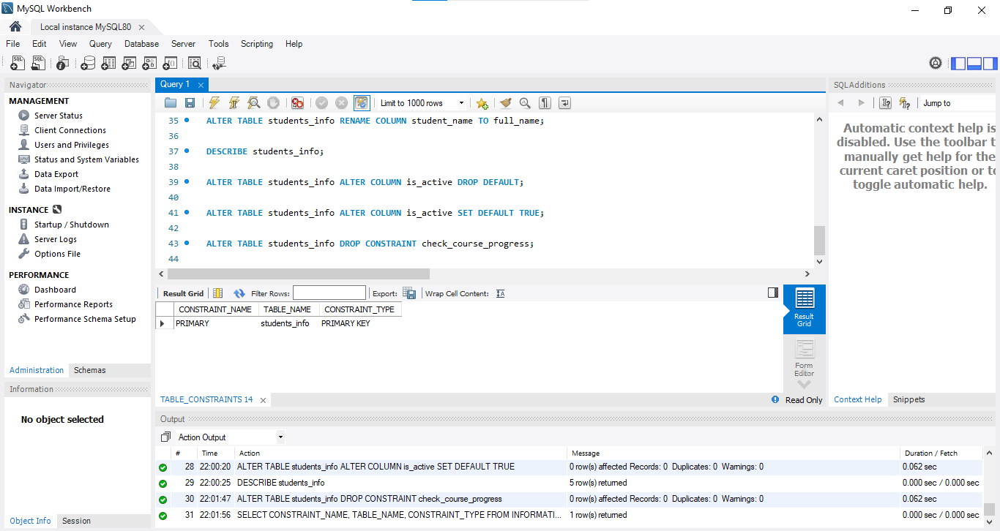 MySQL Workbench
Local instance MySQL80
File Edit View Query Database Server Tools Scripting Help
Navigator
MANAGEMENT
Server Status
Client Connections
Users and Privileges
Status and System Variables
Data Export
Data Import/Restore
INSTANCE
Startup / Shutdown
Server Logs
Options File
PERFORMANCE
Dashboard
Performance Reports
Performance Schema Setup
Administration Schemas
Information
No object selected
Object Info Session
Query 1
Limit to 1000 rows
35 ALTER TABLE students_info RENAME COLUMN student_name TO full_name;
36
37 DESCRIBE students_info;
38
39 ALTER TABLE students_info ALTER COLUMN is_active DROP DEFAULT;
40
41 ALTER TABLE students_info ALTER COLUMN is_active SET DEFAULT TRUE;
42
43 ALTER TABLE students_info DROP CONSTRAINT check_course_progress;
44
Result Grid Filter Rows: Export: Wrap Cell Content:
CONSTRAINT_NAME TABLE_NAME CONSTRAINT_TYPE
PRIMARY students_info PRIMARY KEY
Result
Grid
Form
Editor
TABLE_CONSTRAINTS 14
Read Only
SQLAdditions
Jump to
Automatic context help is
disabled. Use the toolbar t
manually get help for the
current caret position or to
toggle automatic help.
Context Help Snippets
Output
Action Output
# Time Action Message Duration / Fetch
28 22:00:20 ALTER TABLE students_info ALTER COLUMN is_active SET DEFAULT TRUE 0 row(s) affected Records: 0 Duplicates: 0 Warnings: 0 0.062 sec
29 22:00:25 DESCRIBE students_info 5 row(s) returned 0.000 sec / 0.000 sec
30 22:01:47 ALTER TABLE students_info DROP CONSTRAINT check_course_progress 0 row(s) affected Records: 0 Duplicates: 0 Warnings: 0 0.062 sec
31 22:01:56 SELECT CONSTRAINT_NAME, TABLE_NAME, CONSTRAINT_TYPE FROM INFORMATI... 1 row(s) returned 0.000 sec / 0.000 sec